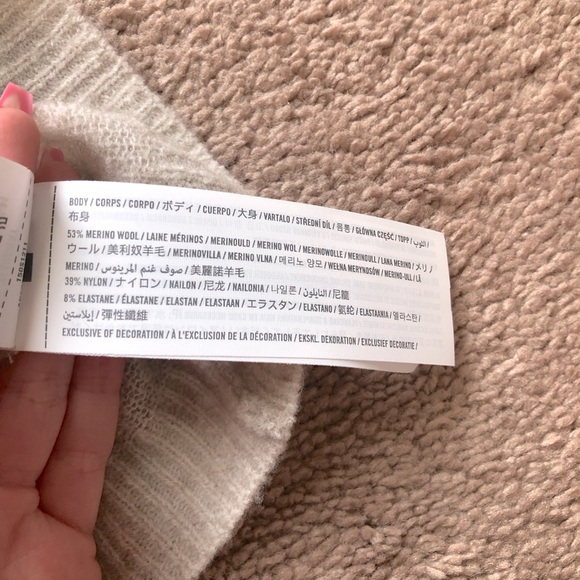 BODY / CORPS / CORPO / ボディ / CUERPO / 大身 / VARTALO / STŘEDNÍ DÍL / 몸통 / GŁÓWNA CZĘŚĆ / TOPP / الثوب /
布身
53% MERINO WOOL / LAINE MÉRINOS / MERINOULD / MERINO WOL / MERINOWOLLE / MERINOULL / LANA MERINO / メリノ
ウール / 美利奴羊毛 / MERINOVILLA / MERINO VLNA / 메리노 양모 / WEŁNA MERYNOSÓW / MERINO-ULL / LÃ
MERINO / صوف غنم المرينوس / 美麗諾羊毛
39% NYLON / ナイロン / NAILON / 尼龙 / NAILONIA / 나일론 / النايلون / 尼龍
8% ELASTANE / ÉLASTHANE / ELASTAN / ELASTAAN / エラスタン / ELASTANO / 氨纶 / ELASTAANIA / 엘라스탄 /
إيلاستين / 彈性纖維
EXCLUSIVE OF DECORATION / À L'EXCLUSION DE LA DÉCORATION / EKSKL. DEKORATION / EXCLUSIEF DECORATIE /